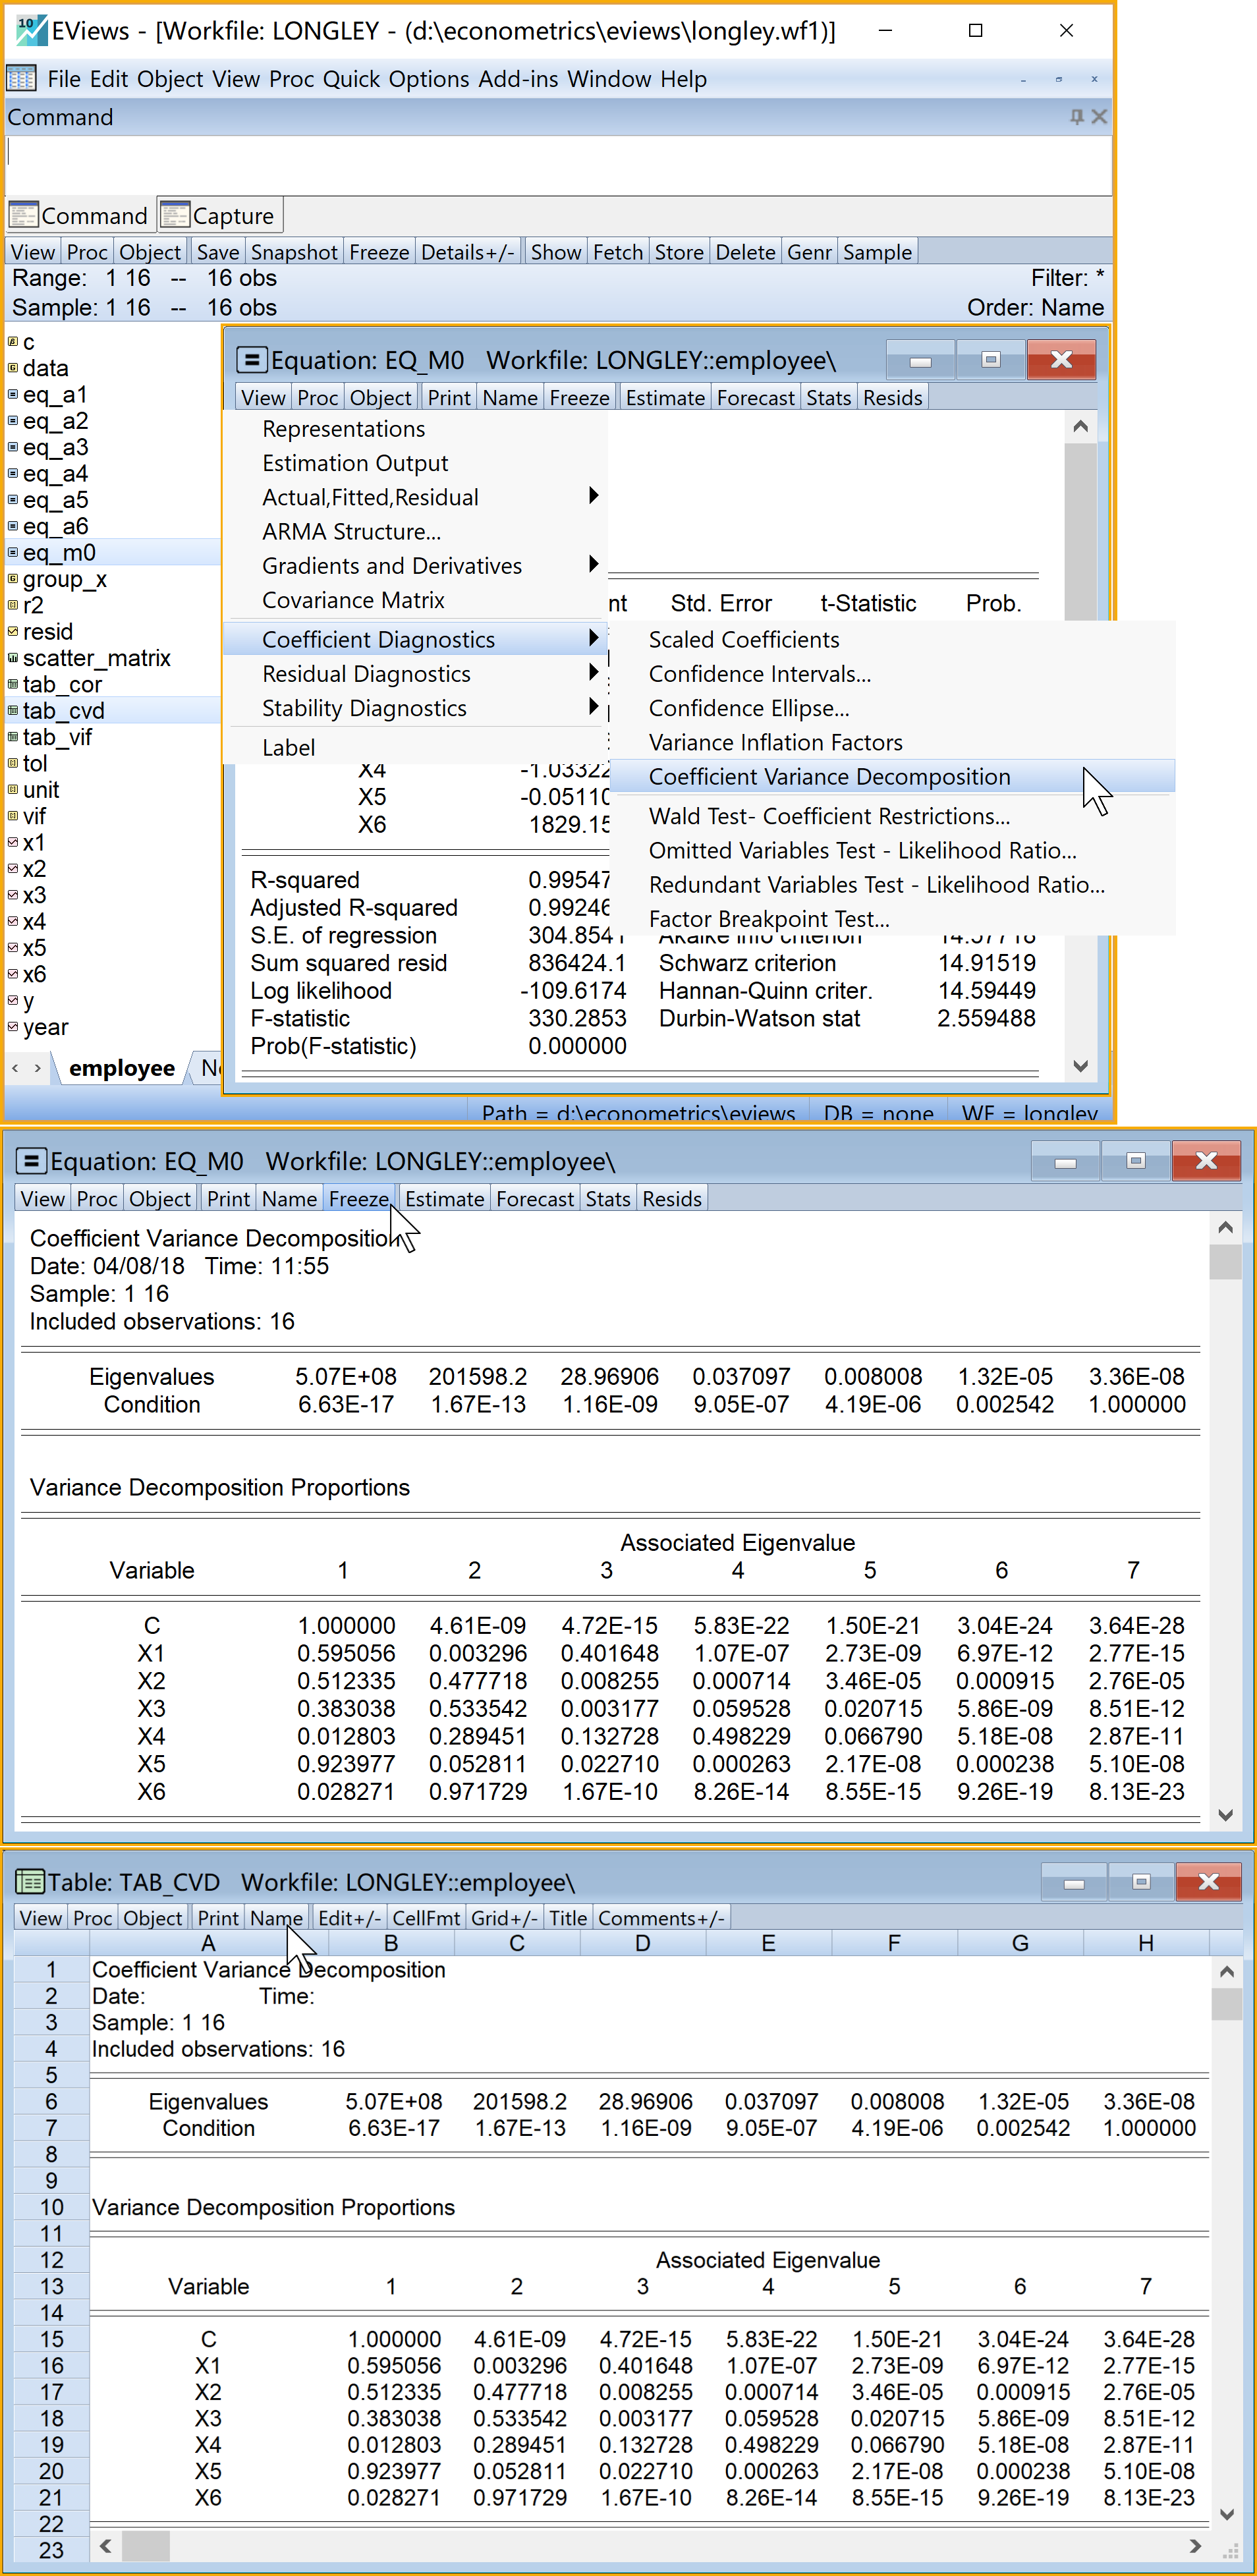 EViews - [Workfile: LONGLEY - (d:\econometrics\eviews\longley.wf1)]
File Edit Object View Proc Quick Options Add-ins Window Help
Command
Command Capture
View Proc Object Save Snapshot Freeze Details+/- Show Fetch Store Delete Genr Sample
Range: 1 16 -- 16 obs Filter: *
Sample: 1 16 -- 16 obs Order: Name
c
data
eq_a1
eq_a2
eq_a3
eq_a4
eq_a5
eq_a6
eq_m0
group_x
r2
resid
scatter_matrix
tab_cor
tab_cvd
tab_vif
tol
unit
vif
x1
x2
x3
x4
x5
x6
y
year
employee
Equation: EQ_M0 Workfile: LONGLEY::employee\
View Proc Object Print Name Freeze Estimate Forecast Stats Resids
Representations
Estimation Output
Actual,Fitted,Residual
ARMA Structure...
Gradients and Derivatives
Covariance Matrix
Coefficient Diagnostics
Residual Diagnostics
Stability Diagnostics
Label
nt Std. Error t-Statistic Prob.
Scaled Coefficients
Confidence Intervals...
Confidence Ellipse...
Variance Inflation Factors
Coefficient Variance Decomposition
Wald Test- Coefficient Restrictions...
Omitted Variables Test - Likelihood Ratio...
Redundant Variables Test - Likelihood Ratio...
Factor Breakpoint Test...
X4 -1.03322
X5 -0.05110
X6 1829.15
R-squared 0.99547
Adjusted R-squared 0.99246
S.E. of regression 304.8541 Akaike info criterion 14.57718
Sum squared resid 836424.1 Schwarz criterion 14.91519
Log likelihood -109.6174 Hannan-Quinn criter. 14.59449
F-statistic 330.2853 Durbin-Watson stat 2.559488
Prob(F-statistic) 0.000000
Path = d:\econometrics\eviews DB = none WF = longley
Equation: EQ_M0 Workfile: LONGLEY::employee\
View Proc Object Print Name Freeze Estimate Forecast Stats Resids
Coefficient Variance Decomposition
Date: 04/08/18 Time: 11:55
Sample: 1 16
Included observations: 16
Eigenvalues 5.07E+08 201598.2 28.96906 0.037097 0.008008 1.32E-05 3.36E-08
Condition 6.63E-17 1.67E-13 1.16E-09 9.05E-07 4.19E-06 0.002542 1.000000
Variance Decomposition Proportions
Associated Eigenvalue
Variable 1 2 3 4 5 6 7
C 1.000000 4.61E-09 4.72E-15 5.83E-22 1.50E-21 3.04E-24 3.64E-28
X1 0.595056 0.003296 0.401648 1.07E-07 2.73E-09 6.97E-12 2.77E-15
X2 0.512335 0.477718 0.008255 0.000714 3.46E-05 0.000915 2.76E-05
X3 0.383038 0.533542 0.003177 0.059528 0.020715 5.86E-09 8.51E-12
X4 0.012803 0.289451 0.132728 0.498229 0.066790 5.18E-08 2.87E-11
X5 0.923977 0.052811 0.022710 0.000263 2.17E-08 0.000238 5.10E-08
X6 0.028271 0.971729 1.67E-10 8.26E-14 8.55E-15 9.26E-19 8.13E-23
Table: TAB_CVD Workfile: LONGLEY::employee\
View Proc Object Print Name Edit+/- CellFmt Grid+/- Title Comments+/-
A B C D E F G H
1 Coefficient Variance Decomposition
2 Date: Time:
3 Sample: 1 16
4 Included observations: 16
5
6 Eigenvalues 5.07E+08 201598.2 28.96906 0.037097 0.008008 1.32E-05 3.36E-08
7 Condition 6.63E-17 1.67E-13 1.16E-09 9.05E-07 4.19E-06 0.002542 1.000000
8
9
10 Variance Decomposition Proportions
11
12 Associated Eigenvalue
13 Variable 1 2 3 4 5 6 7
14
15 C 1.000000 4.61E-09 4.72E-15 5.83E-22 1.50E-21 3.04E-24 3.64E-28
16 X1 0.595056 0.003296 0.401648 1.07E-07 2.73E-09 6.97E-12 2.77E-15
17 X2 0.512335 0.477718 0.008255 0.000714 3.46E-05 0.000915 2.76E-05
18 X3 0.383038 0.533542 0.003177 0.059528 0.020715 5.86E-09 8.51E-12
19 X4 0.012803 0.289451 0.132728 0.498229 0.066790 5.18E-08 2.87E-11
20 X5 0.923977 0.052811 0.022710 0.000263 2.17E-08 0.000238 5.10E-08
21 X6 0.028271 0.971729 1.67E-10 8.26E-14 8.55E-15 9.26E-19 8.13E-23
22
23